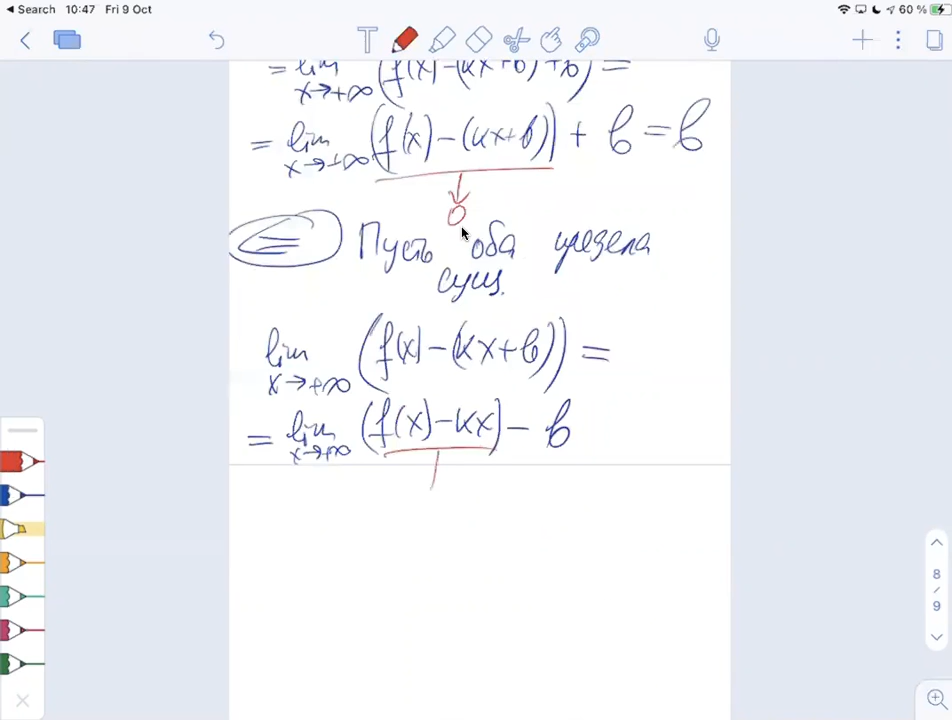 Search 10:47 Fri 9 Oct 60 %
= lim (f(x) - (kx + b) + b) =
x→+∞
= lim (f(x) - (kx + b)) + b = b
x→+∞
0
⇐ Пусть оба предела
сущ.
lim (f(x) - (kx + b)) =
x→+∞
= lim (f(x) - kx) - b
x→+∞
8
/
9